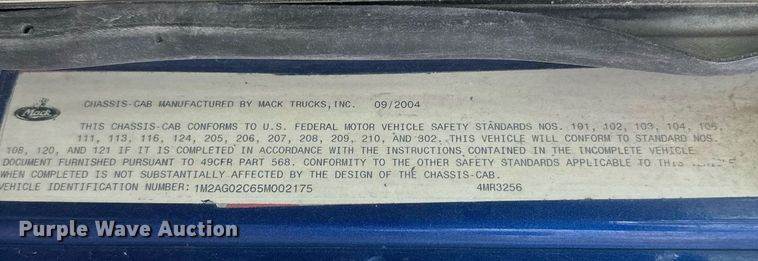 Mack
CHASSIS-CAB MANUFACTURED BY MACK TRUCKS, INC. 09/2004
THIS CHASSIS-CAB CONFORMS TO U.S. FEDERAL MOTOR VEHICLE SAFETY STANDARDS NOS. 101, 102, 103, 104, 105,
111, 113, 116, 124, 205, 206, 207, 208, 209, 210, AND 302. THIS VEHICLE WILL CONFORM TO STANDARD NOS.
108, 120, AND 121 IF IT IS COMPLETED IN ACCORDANCE WITH THE INSTRUCTIONS CONTAINED IN THE INCOMPLETE VEHICLE
DOCUMENT FURNISHED PURSUANT TO 49CFR PART 568. CONFORMITY TO THE OTHER SAFETY STANDARDS APPLICABLE TO THIS VEHICLE
WHEN COMPLETED IS NOT SUBSTANTIALLY AFFECTED BY THE DESIGN OF THE CHASSIS-CAB.
VEHICLE IDENTIFICATION NUMBER: 1M2AG02C65M002175 4MR3256
Purple Wave Auction